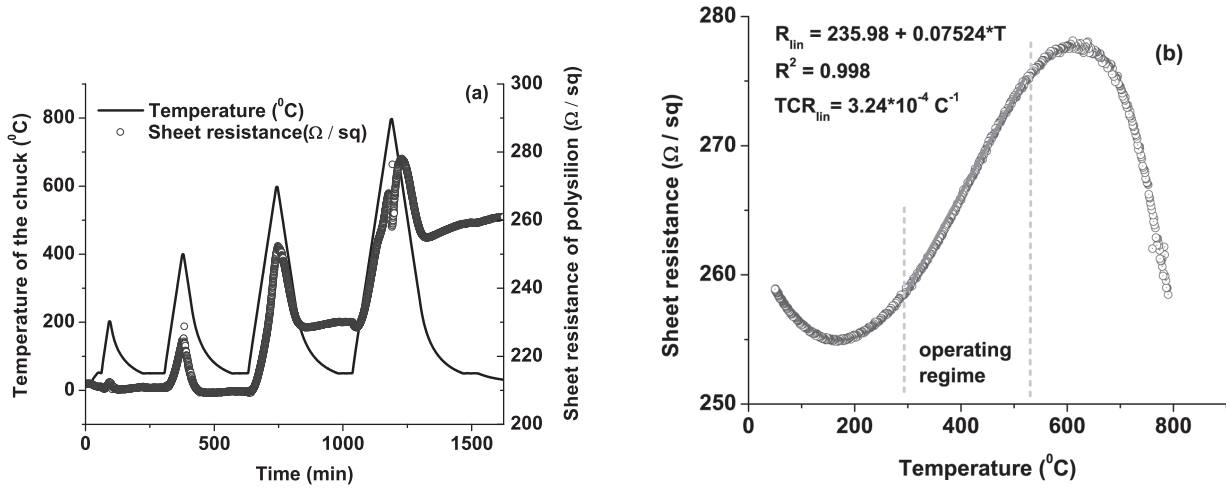 (a)
Temperature (⁰C)
Sheet resistance(Ω / sq)
Temperature of the chuck (⁰C)
800
600
400
200
0
300
280
260
240
220
200
Sheet resistance of polysilion (Ω / sq)
0
500
1000
1500
Time (min)
(b)
R_lin = 235.98 + 0.07524*T
R² = 0.998
TCR_lin = 3.24*10⁻⁴ C⁻¹
Sheet resistance (Ω / sq)
280
270
260
250
operating
regime
0
200
400
600
800
Temperature (⁰C)